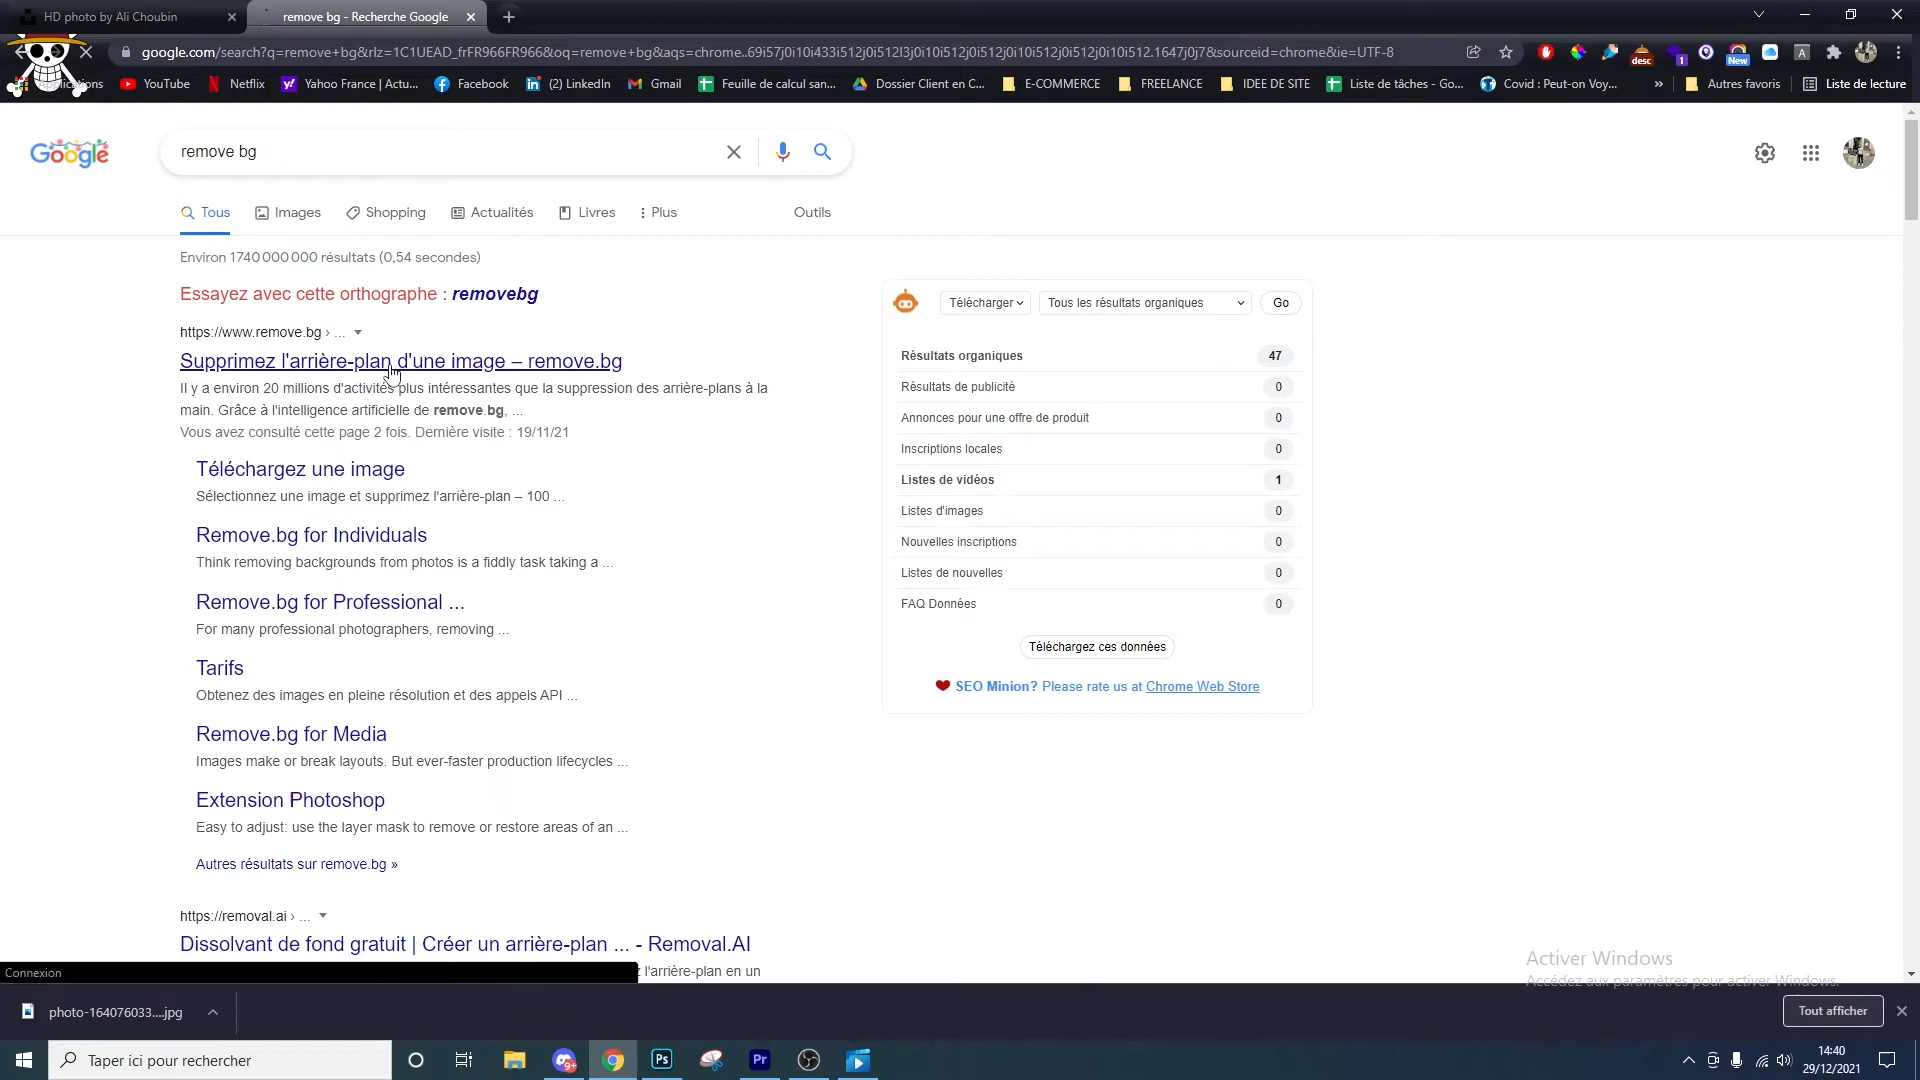 HD photo by Ali Choubin
remove bg - Recherche Google
google.com/search?q=remove+bg&rlz=1C1UEAD_frFR966FR966&oq=remove+bg&aqs=chrome..69i57j0i10i433i512j0i512l3j0i10i512j0i512j0i10i512j0i512j0i10i512.1647j0j7&sourceid=chrome&ie=UTF-8
desc
1
New
Applications
YouTube
Netflix
Yahoo France | Actu...
Facebook
(2) LinkedIn
Gmail
Feuille de calcul san...
Dossier Client en C...
E-COMMERCE
FREELANCE
IDEE DE SITE
Liste de tâches - Go...
Covid : Peut-on Voy...
»
Autres favoris
Liste de lecture
Google
remove bg
Tous
Images
Shopping
Actualités
Livres
Plus
Outils
Environ 1 740 000 000 résultats (0,54 secondes)
Essayez avec cette orthographe : removebg
https://www.remove.bg › ...
Supprimez l'arrière-plan d'une image – remove.bg
Il y a environ 20 millions d'activités plus intéressantes que la suppression des arrière-plans à la
main. Grâce à l'intelligence artificielle de remove.bg, ...
Vous avez consulté cette page 2 fois. Dernière visite : 19/11/21
Téléchargez une image
Sélectionnez une image et supprimez l'arrière-plan – 100 ...
Remove.bg for Individuals
Think removing backgrounds from photos is a fiddly task taking a ...
Remove.bg for Professional ...
For many professional photographers, removing ...
Tarifs
Obtenez des images en pleine résolution et des appels API ...
Remove.bg for Media
Images make or break layouts. But ever-faster production lifecycles ...
Extension Photoshop
Easy to adjust: use the layer mask to remove or restore areas of an ...
Autres résultats sur remove.bg »
https://removal.ai › ...
Dissolvant de fond gratuit | Créer un arrière-plan ... - Removal.AI
l'arrière-plan en un
Télécharger
Tous les résultats organiques
Go
Résultats organiques 47
Résultats de publicité 0
Annonces pour une offre de produit 0
Inscriptions locales 0
Listes de vidéos 1
Listes d'images 0
Nouvelles inscriptions 0
Listes de nouvelles 0
FAQ Données 0
Téléchargez ces données
SEO Minion? Please rate us at Chrome Web Store
Activer Windows
Accédez aux paramètres pour activer Windows.
Connexion
photo-164076033....jpg
Tout afficher
Taper ici pour rechercher
Ps
Pr
14:40
29/12/2021